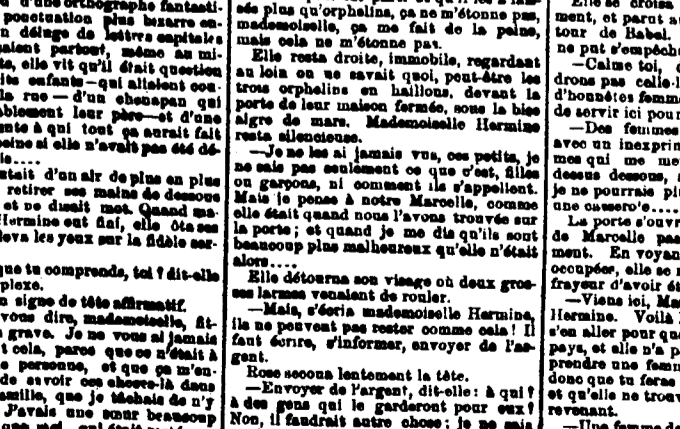 d'une orthographe fantasti-
ponctuation plus bizarre en-
déluge de lettres capitales
partout, même au mi-
elle vit qu'il était question
enfants—qui allaient cou-
la rue—d'un chenapan qui
leur père—et d'une
à qui tout ça aurait fait
si elle n'avait pas été dé-
d'un air de plus en plus
retirer ses mains de dessous
et ne disait mot. Quand ma-
Hermine eut fini, elle ôta ses
leva les yeux sur la fidèle ser-
que tu comprends, toi ? dit-elle
signe de tête affirmatif.
vous dire, mademoiselle, fit-
grave. Je ne vous ai jamais
cela, parce que ce n'était à
personne, et que ça m'en-
de savoir ces choses-là dans
famille, que je tâchais de n'y
J'avais une sœur beaucoup
sés plus qu'orphelins, ça ne m'étonne pas,
mademoiselle, ça me fait de la peine,
mais cela ne m'étonne pas.
Elle resta droite, immobile, regardant
au loin on ne savait quoi, peut-être les
trois orphelins en haillons, devant la
porte de leur maison fermée, sous la bise
aigre de mars. Mademoiselle Hermine
resta silencieuse.
—Je ne les ai jamais vus, ces petits, je
ne sais pas seulement ce que c'est, filles
ou garçons, ni comment ils s'appellent.
Mais je pense à notre Marcelle, comme
elle était quand nous l'avons trouvée sur
la porte ; et quand je me dis qu'ils sont
beaucoup plus malheureux qu'elle n'était
alors....
Elle détourna son visage où deux gros-
ses larmes venaient de rouler.
—Mais, s'écria mademoiselle Hermine,
ils ne peuvent pas rester comme cela ! Il
faut écrire, s'informer, envoyer de l'ar-
gent.
Rose secoua lentement la tête.
—Envoyer de l'argent, dit-elle : à qui ?
à des gens qui le garderont pour eux ?
Non, il faudrait autre chose ; je ne sais
Elle se croisa
ment, et parut a
tour de Babel.
ne put s'empêche
—Calme toi,
drons pas celle-l
d'honnêtes femm
de servir ici pour
—Des femmes
avec un inexprim
mes qui me met
dessus dessous,
je ne pourrais pl
une casserole....
La porte s'ouvr
de Marcelle pas
ment. En voyan
occupées, elle se r
frayeur d'avoir ét
—Viens ici, Ma
Hermine. Voilà
s'en aller pour que
pays, et elle n'a p
prendre une femm
donc que tu feras
et qu'elle ne trouv
revenant.
—Une femme de